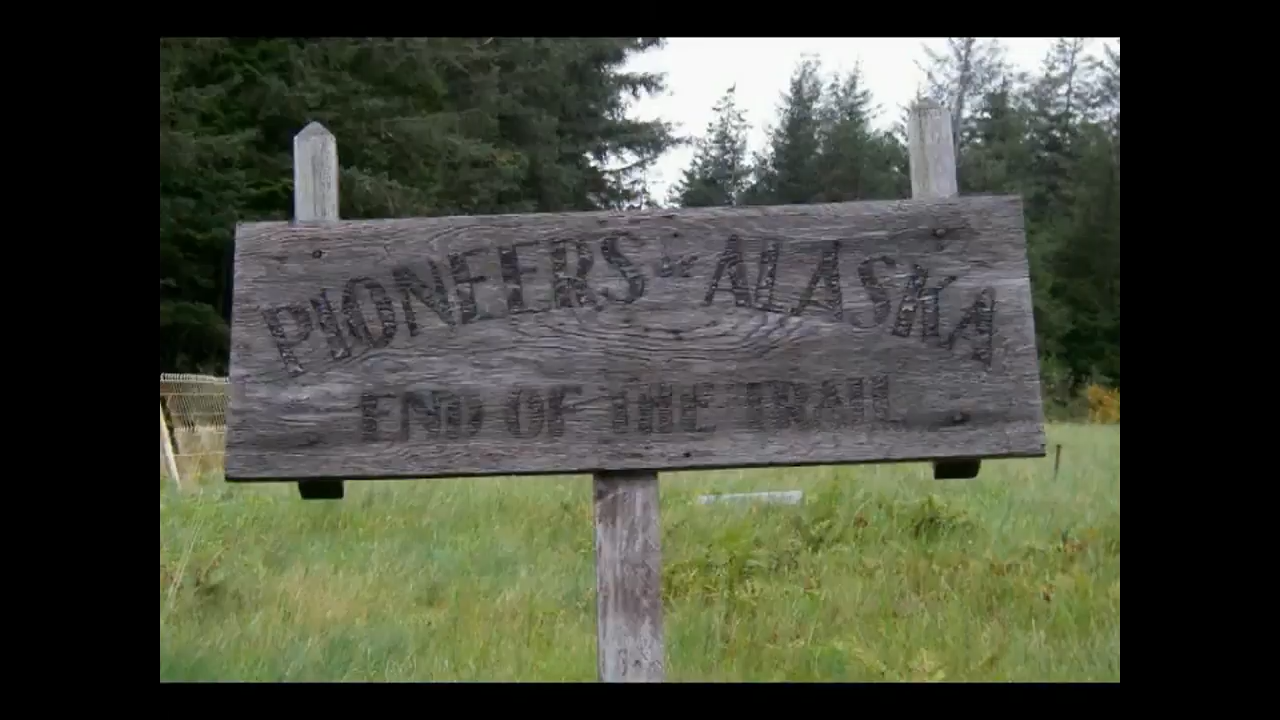 PIONEERS OF ALASKA
END OF THE TRAIL